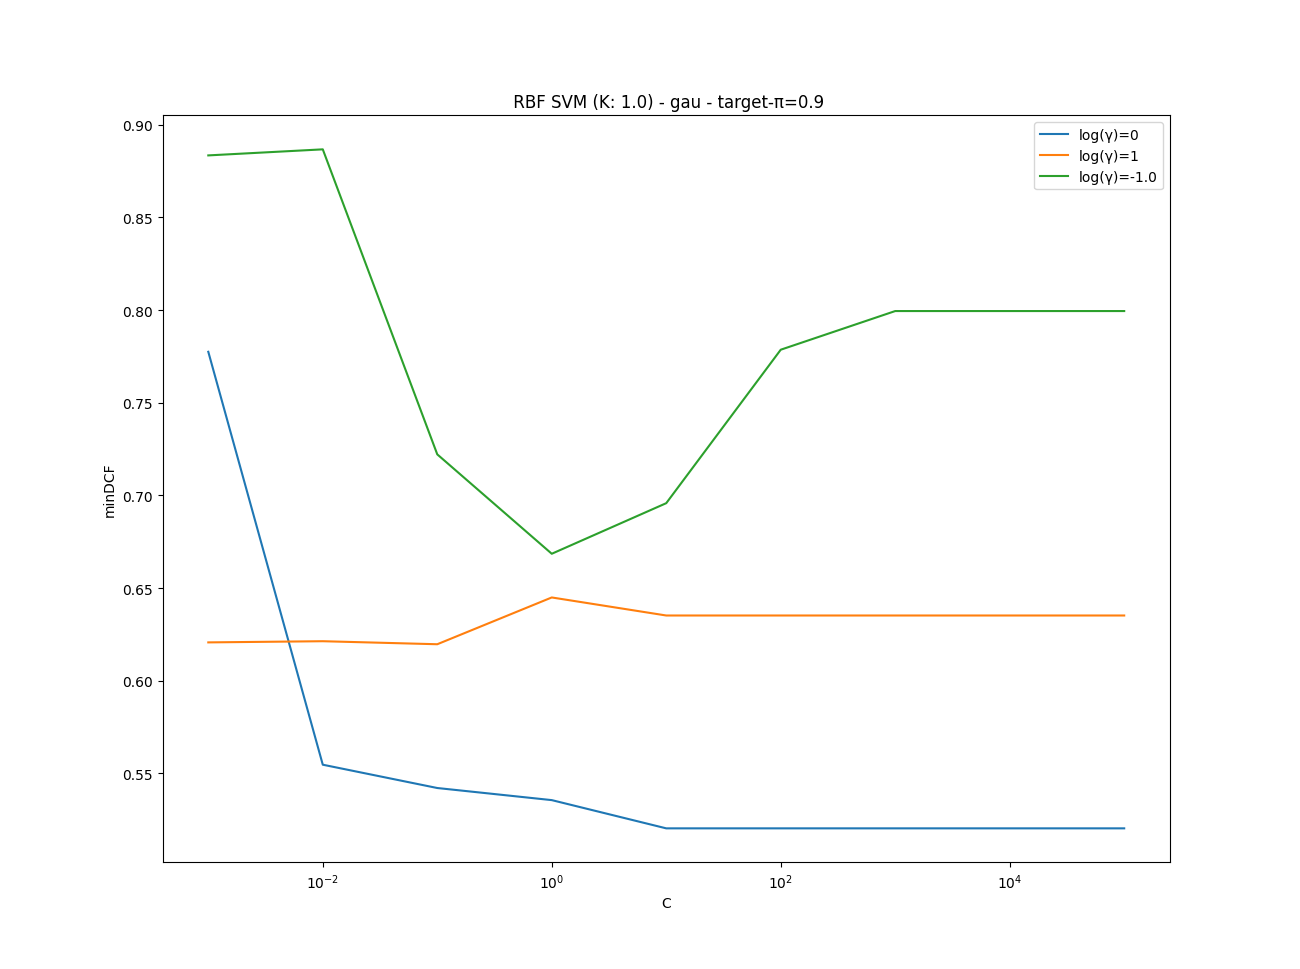 RBF SVM (K: 1.0) - gau - target-π=0.9
0.90
0.85
0.80
0.75
0.70
0.65
0.60
0.55
minDCF
log(γ)=0
log(γ)=1
log(γ)=-1.0
10⁻²
10⁰
10²
10⁴
C